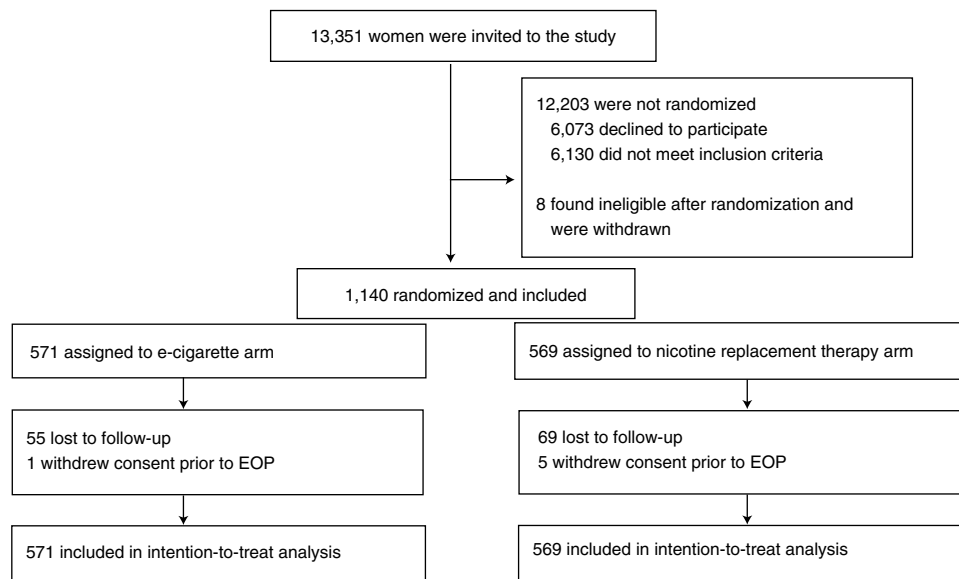 13,351 women were invited to the study
12,203 were not randomized
6,073 declined to participate
6,130 did not meet inclusion criteria
8 found ineligible after randomization and
were withdrawn
1,140 randomized and included
571 assigned to e-cigarette arm
569 assigned to nicotine replacement therapy arm
55 lost to follow-up
1 withdrew consent prior to EOP
69 lost to follow-up
5 withdrew consent prior to EOP
571 included in intention-to-treat analysis
569 included in intention-to-treat analysis